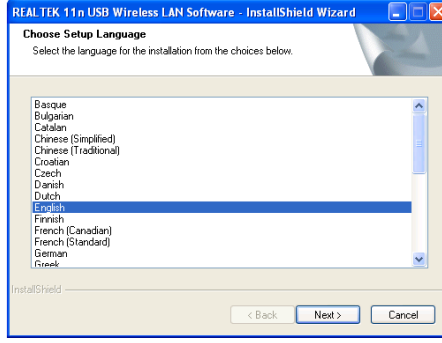 REALTEK 11n USB Wireless LAN Software - InstallShield Wizard
Choose Setup Language
Select the language for the installation from the choices below.
Basque
Bulgarian
Catalan
Chinese (Simplified)
Chinese (Traditional)
Croatian
Czech
Danish
Dutch
English
Finnish
French (Canadian)
French (Standard)
German
Greek
InstallShield
< Back
Next >
Cancel